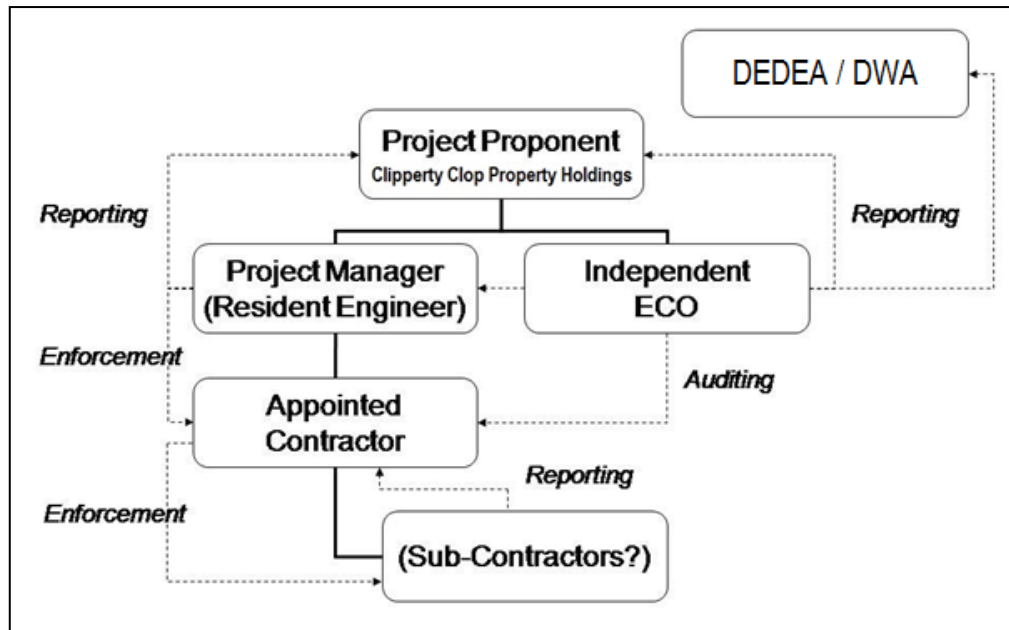 DEDEA / DWA
Project Proponent
Clipperty Clop Property Holdings
Reporting
Reporting
Project Manager
(Resident Engineer)
Independent
ECO
Enforcement
Auditing
Appointed
Contractor
Reporting
Enforcement
(Sub-Contractors?)